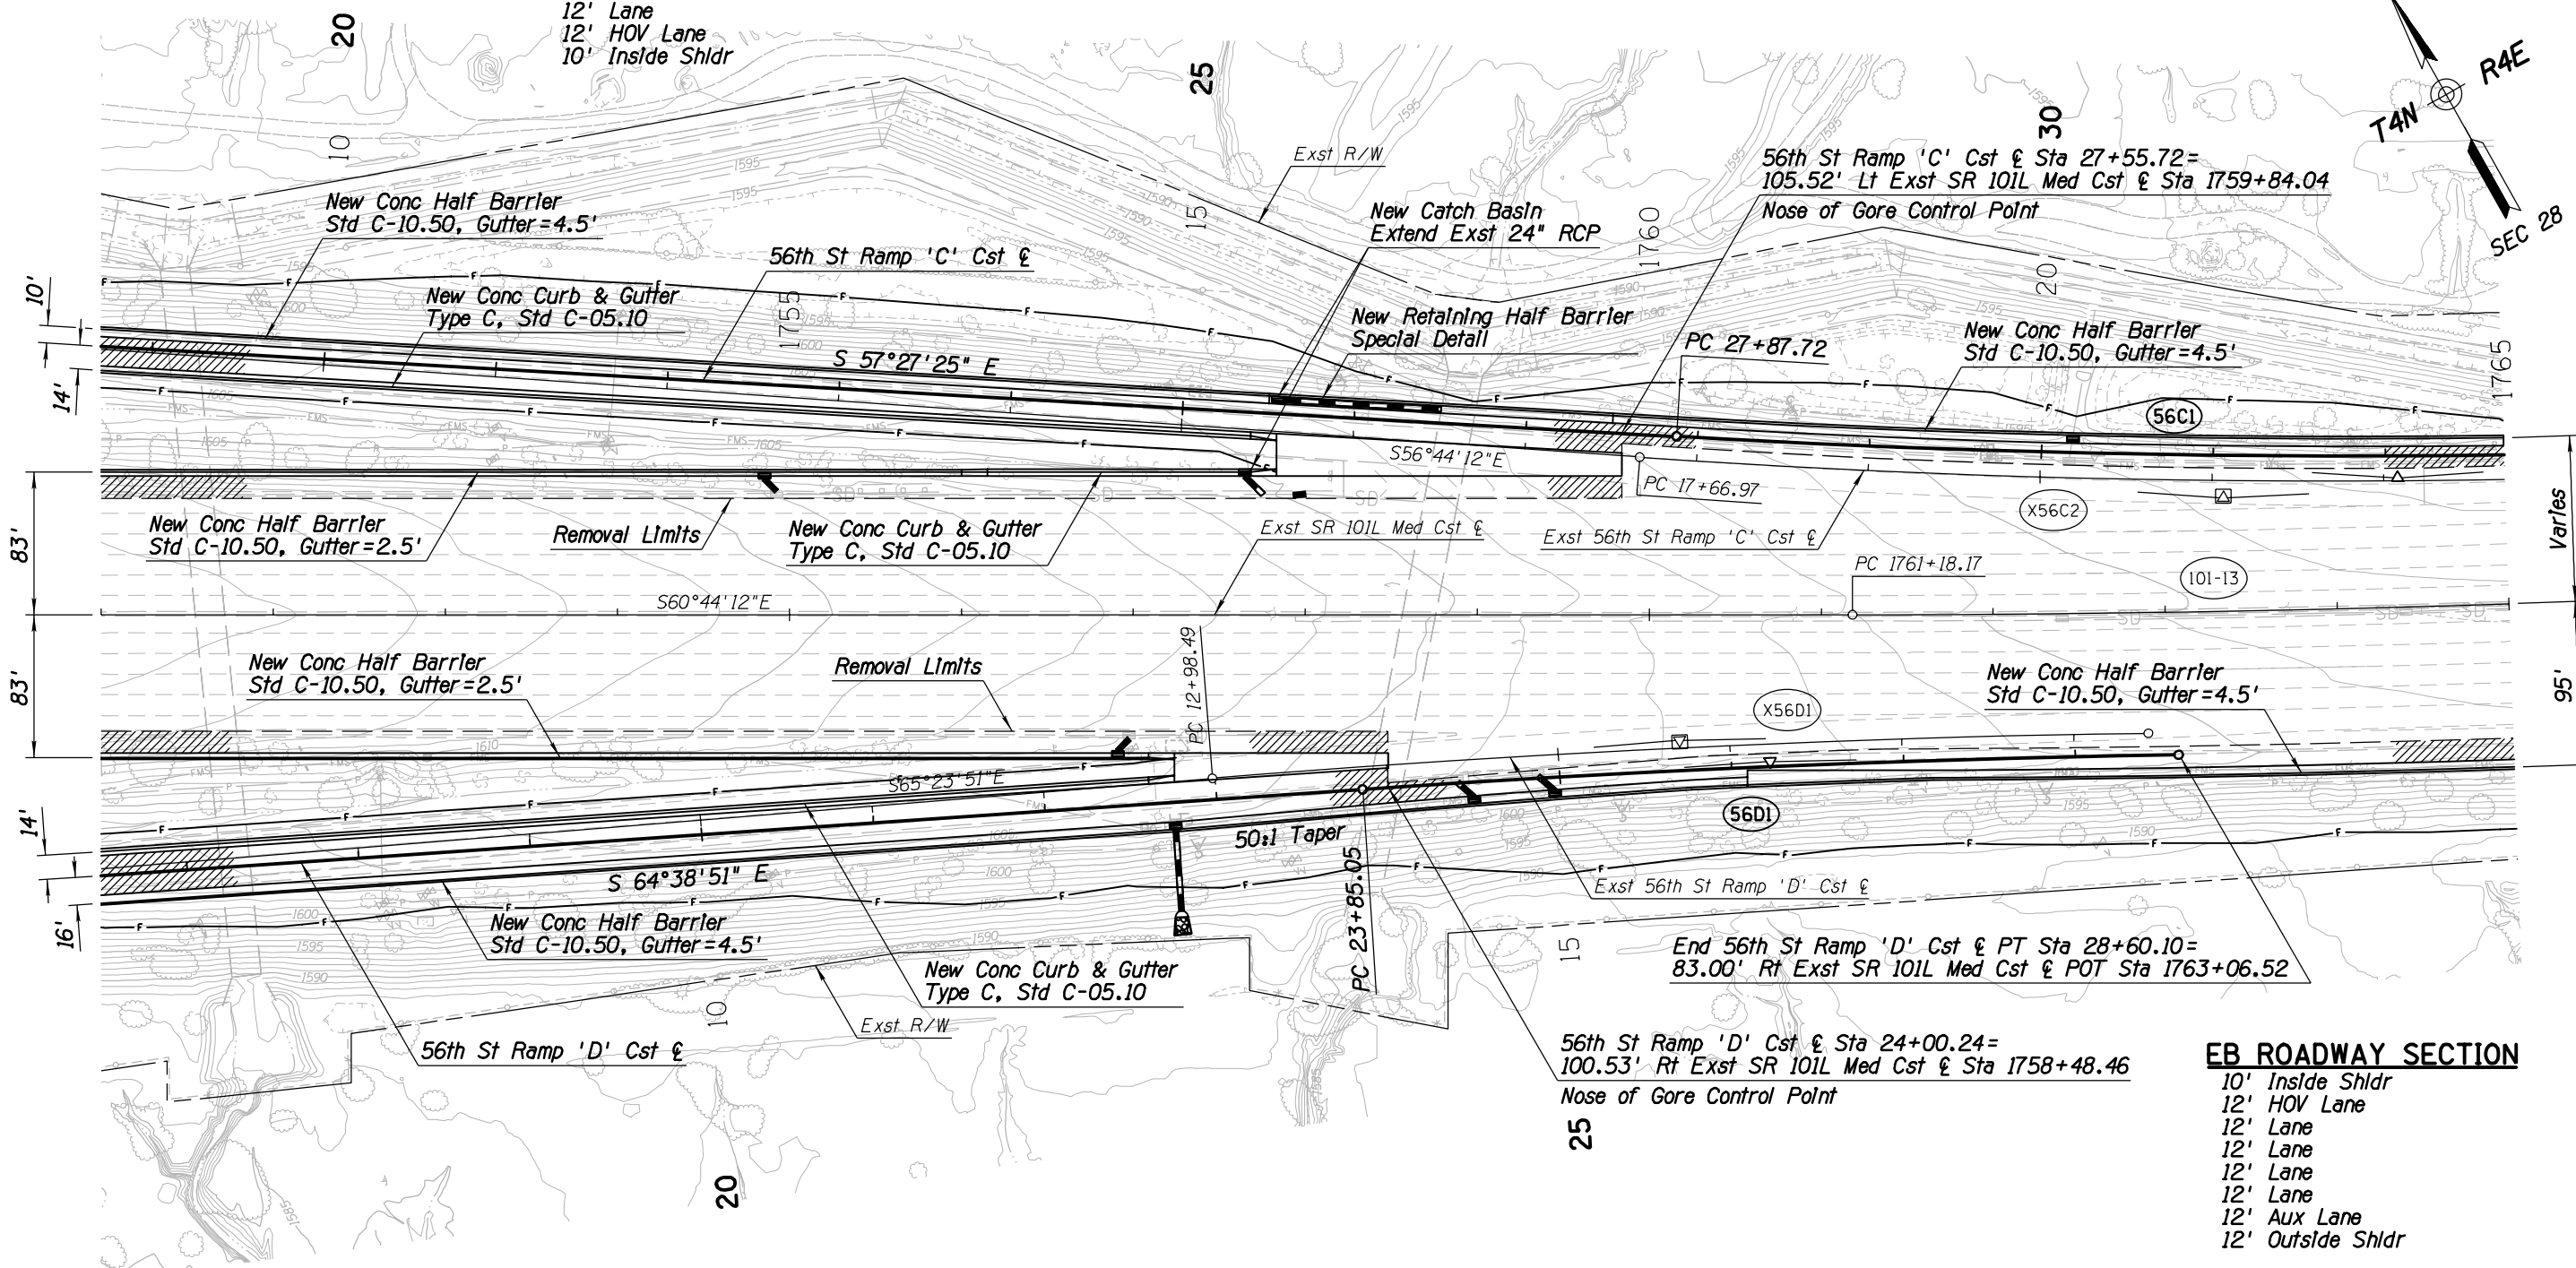 12' Lane
12' HOV Lane
10' Inside Shldr
20
25
30
R4E
T4N
SEC 28
10
15
20
1755
1760
1765
Exst R/W
56th St Ramp 'C' Cst ℄ Sta 27+55.72=
105.52' Lt Exst SR 101L Med Cst ℄ Sta 1759+84.04
Nose of Gore Control Point
New Conc Half Barrier
Std C-10.50, Gutter=4.5'
New Catch Basin
Extend Exst 24" RCP
56th St Ramp 'C' Cst ℄
New Conc Curb & Gutter
Type C, Std C-05.10
New Retaining Half Barrier
Special Detail
PC 27+87.72
New Conc Half Barrier
Std C-10.50, Gutter=4.5'
10'
14'
S 57°27'25" E
56C1
S56°44'12"E
PC 17+66.97
X56C2
New Conc Half Barrier
Std C-10.50, Gutter=2.5'
Removal Limits
New Conc Curb & Gutter
Type C, Std C-05.10
Exst SR 101L Med Cst ℄
Exst 56th St Ramp 'C' Cst ℄
PC 1761+18.17
101-13
Varies
83'
S60°44'12"E
83'
95'
New Conc Half Barrier
Std C-10.50, Gutter=2.5'
Removal Limits
PC 12+98.49
X56D1
New Conc Half Barrier
Std C-10.50, Gutter=4.5'
S65°23'51"E
14'
16'
50:1 Taper
56D1
S 64°38'51" E
PC 23+85.05
Exst 56th St Ramp 'D' Cst ℄
New Conc Half Barrier
Std C-10.50, Gutter=4.5'
New Conc Curb & Gutter
Type C, Std C-05.10
15
End 56th St Ramp 'D' Cst ℄ PT Sta 28+60.10=
83.00' Rt Exst SR 101L Med Cst ℄ POT Sta 1763+06.52
10
Exst R/W
56th St Ramp 'D' Cst ℄
56th St Ramp 'D' Cst ℄ Sta 24+00.24=
100.53' Rt Exst SR 101L Med Cst ℄ Sta 1758+48.46
Nose of Gore Control Point
20
25
EB ROADWAY SECTION
10' Inside Shldr
12' HOV Lane
12' Lane
12' Lane
12' Lane
12' Lane
12' Aux Lane
12' Outside Shldr